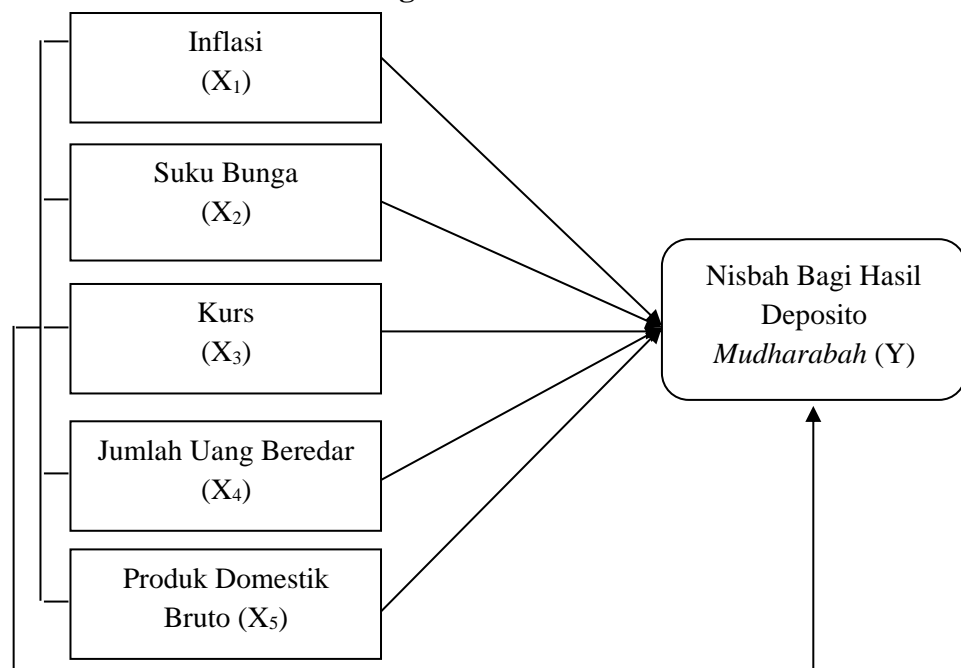 Inflasi
(X₁)
Suku Bunga
(X₂)
Kurs
(X₃)
Jumlah Uang Beredar
(X₄)
Produk Domestik
Bruto (X₅)
Nisbah Bagi Hasil
Deposito
Mudharabah (Y)